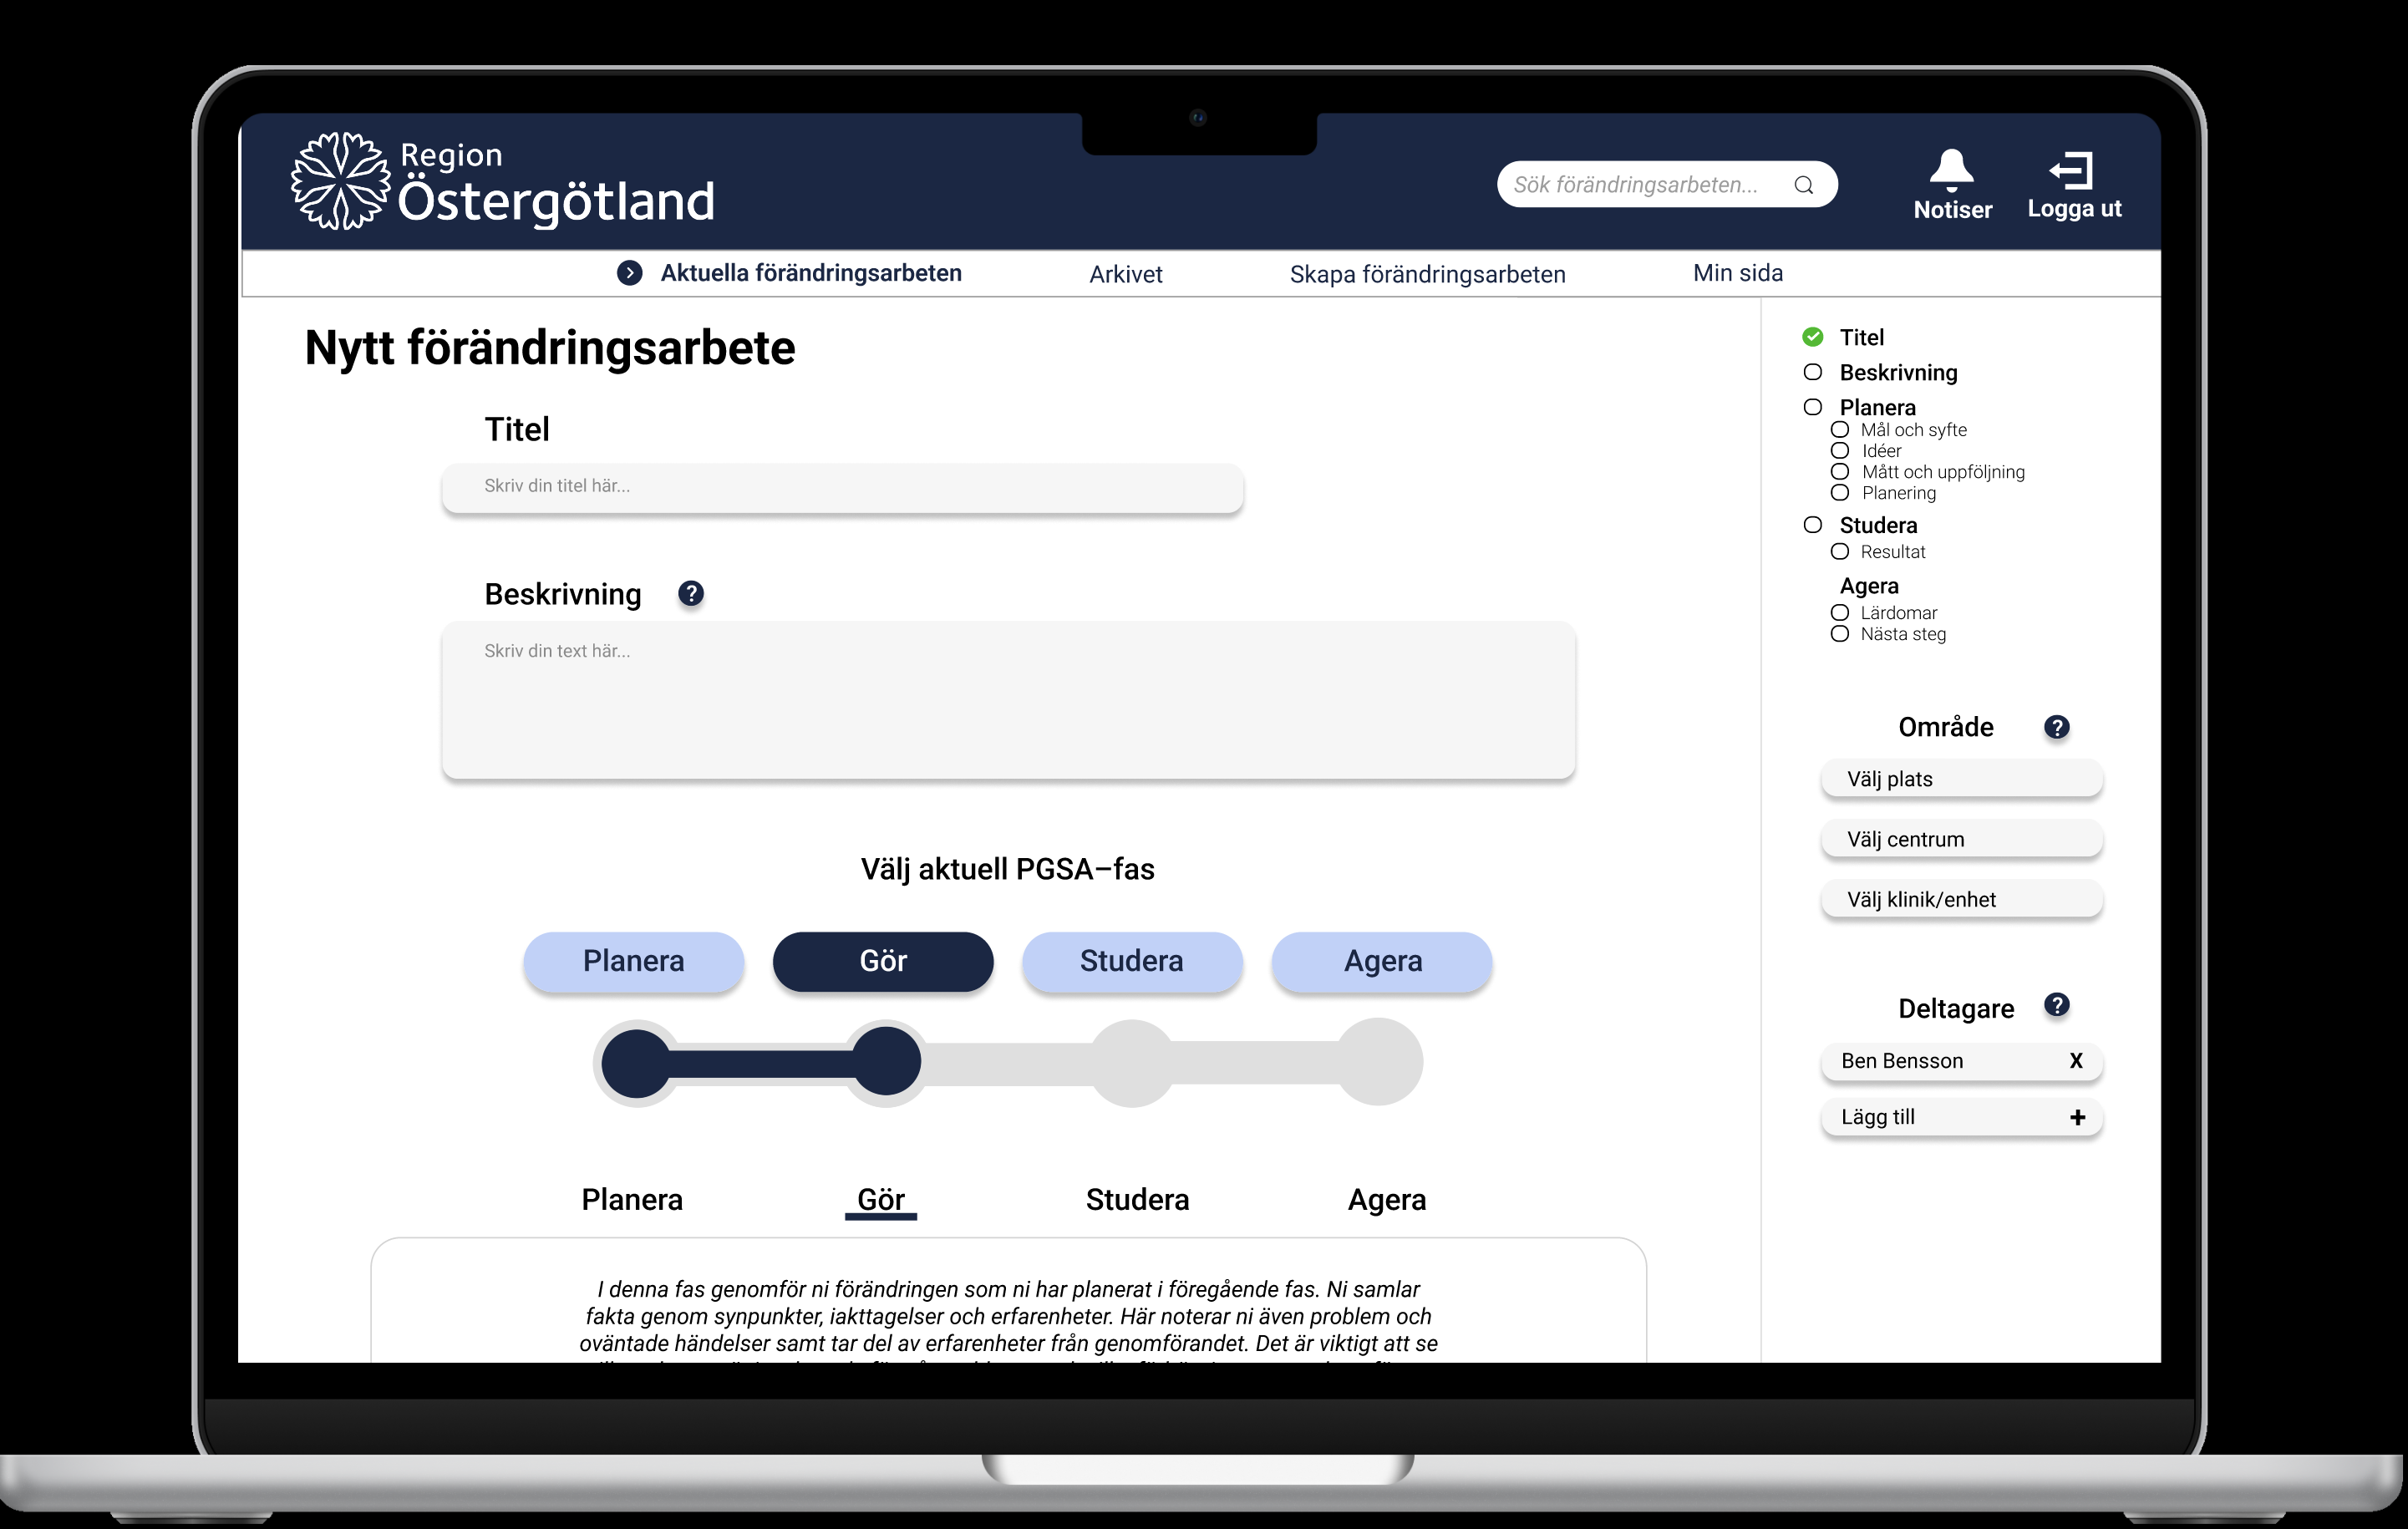 Region
Östergötland
Sök förändringsarbeten...
Notiser
Logga ut
Aktuella förändringsarbeten
Arkivet
Skapa förändringsarbeten
Min sida
Nytt förändringsarbete
Titel
Skriv din titel här...
Beskrivning
?
Skriv din text här...
Välj aktuell PGSA–fas
Planera
Gör
Studera
Agera
Planera
Gör
Studera
Agera
I denna fas genomför ni förändringen som ni har planerat i föregående fas. Ni samlar
fakta genom synpunkter, iakttagelser och erfarenheter. Här noterar ni även problem och
oväntade händelser samt tar del av erfarenheter från genomförandet. Det är viktigt att se
Titel
Beskrivning
Planera
Mål och syfte
Idéer
Mått och uppföljning
Planering
Studera
Resultat
Agera
Lärdomar
Nästa steg
Område
?
Välj plats
Välj centrum
Välj klinik/enhet
Deltagare
?
Ben Bensson X
Lägg till +